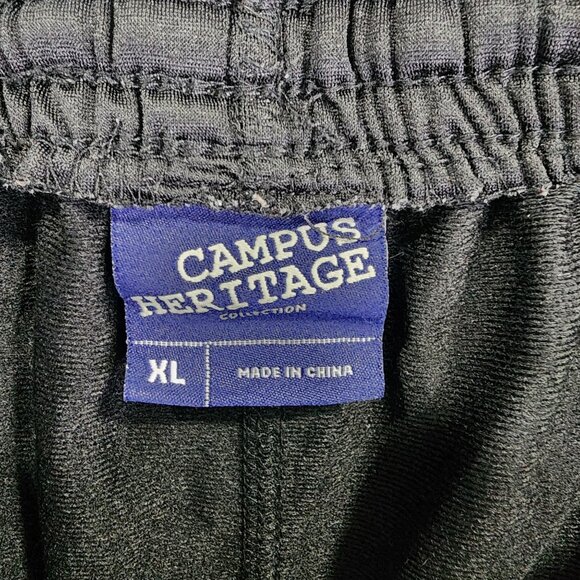 CAMPUS
HERITAGE
COLLECTION
XL
MADE IN CHINA